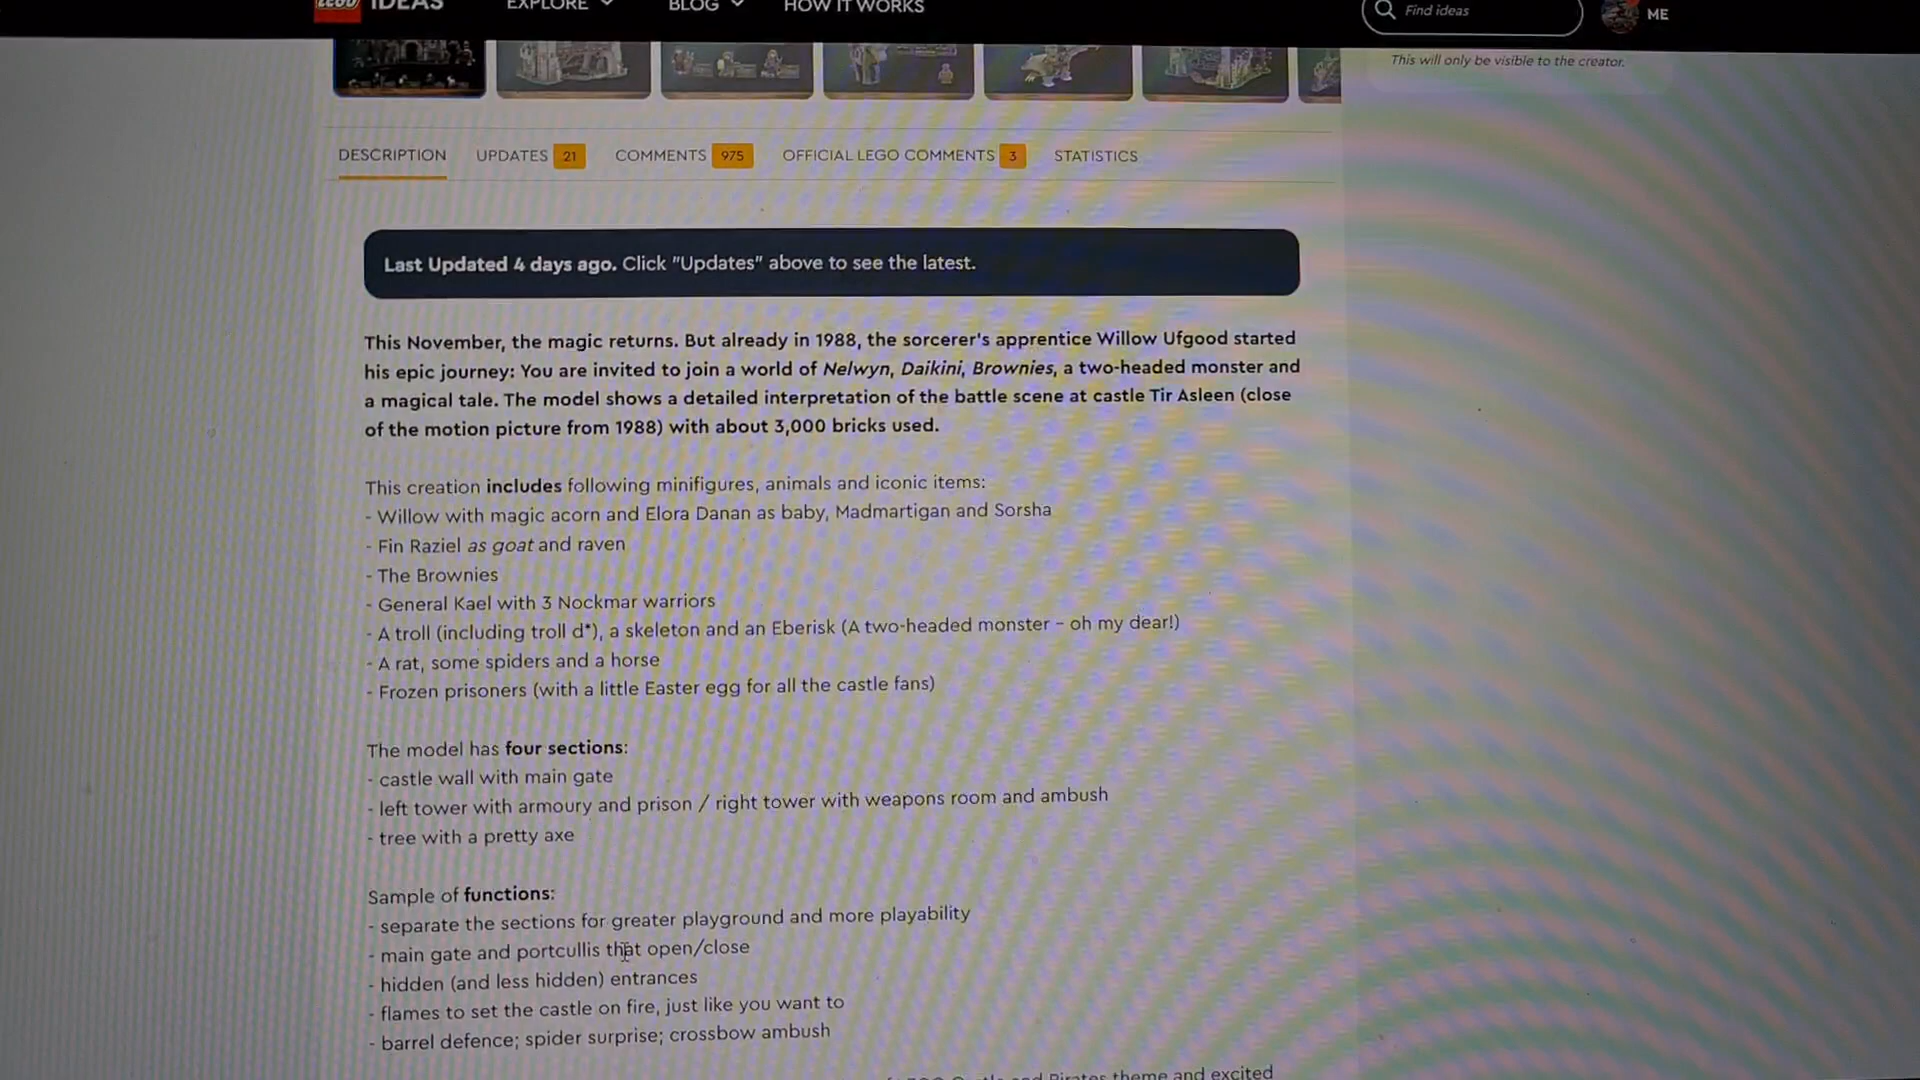 LEGO IDEAS EXPLORE BLOG HOW IT WORKS Find ideas ME
This will only be visible to the creator.
DESCRIPTION UPDATES 21 COMMENTS 975 OFFICIAL LEGO COMMENTS 3 STATISTICS
Last Updated 4 days ago. Click "Updates" above to see the latest.
This November, the magic returns. But already in 1988, the sorcerer's apprentice Willow Ufgood started
his epic journey: You are invited to join a world of Nelwyn, Daikini, Brownies, a two-headed monster and
a magical tale. The model shows a detailed interpretation of the battle scene at castle Tir Asleen (close
of the motion picture from 1988) with about 3,000 bricks used.
This creation includes following minifigures, animals and iconic items:
- Willow with magic acorn and Elora Danan as baby, Madmartigan and Sorsha
- Fin Raziel as goat and raven
- The Brownies
- General Kael with 3 Nockmar warriors
- A troll (including troll d*), a skeleton and an Eberisk (A two-headed monster – oh my dear!)
- A rat, some spiders and a horse
- Frozen prisoners (with a little Easter egg for all the castle fans)
The model has four sections:
- castle wall with main gate
- left tower with armoury and prison / right tower with weapons room and ambush
- tree with a pretty axe
Sample of functions:
- separate the sections for greater playground and more playability
- main gate and portcullis that open/close
- hidden (and less hidden) entrances
- flames to set the castle on fire, just like you want to
- barrel defence; spider surprise; crossbow ambush
and Pirates theme and excited